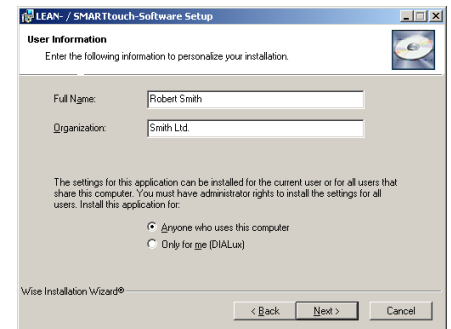 LEAN- / SMARTtouch-Software Setup
User Information
Enter the following information to personalize your installation.
Full Name:
Robert Smith
Organization:
Smith Ltd.
The settings for this application can be installed for the current user or for all users that
share this computer. You must have administrator rights to install the settings for all
users. Install this application for:
Anyone who uses this computer
Only for me (DIALux)
Wise Installation Wizard®
< Back
Next >
Cancel